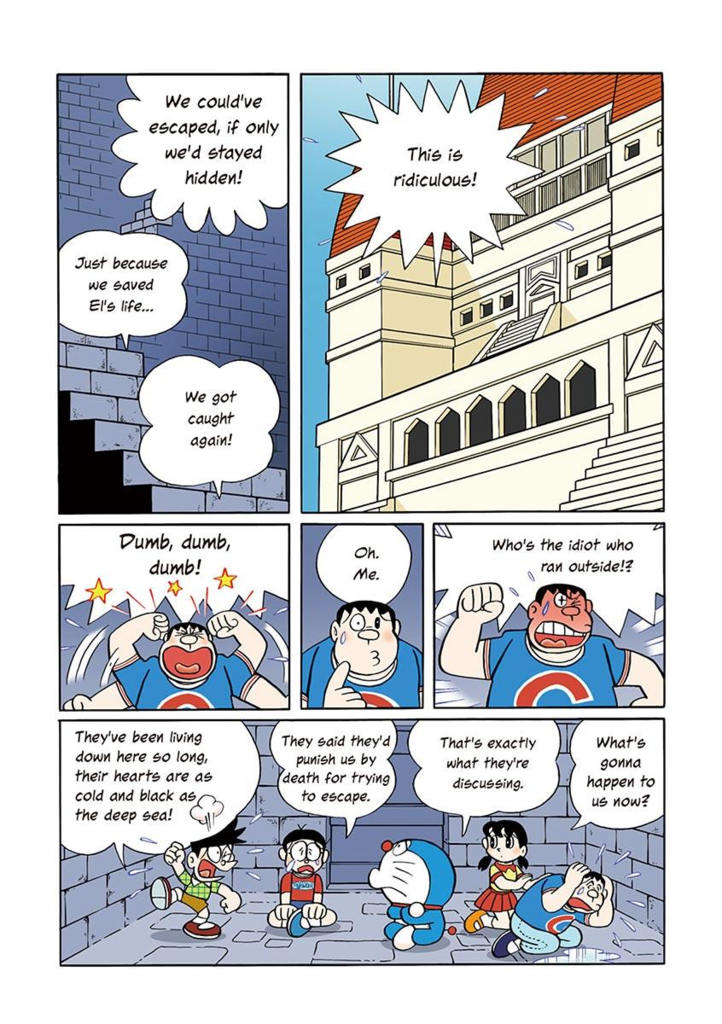 This is
ridiculous!
We could've
escaped, if only
we'd stayed
hidden!
Just because
we saved
El's life...
We got
caught
again!
Who's the idiot who
ran outside!?
Oh.
Me.
Dumb, dumb,
dumb!
What's
gonna
happen to
us now?
That's exactly
what they're
discussing.
They said they'd
punish us by
death for trying
to escape.
They've been living
down here so long,
their hearts are as
cold and black as
the deep sea!